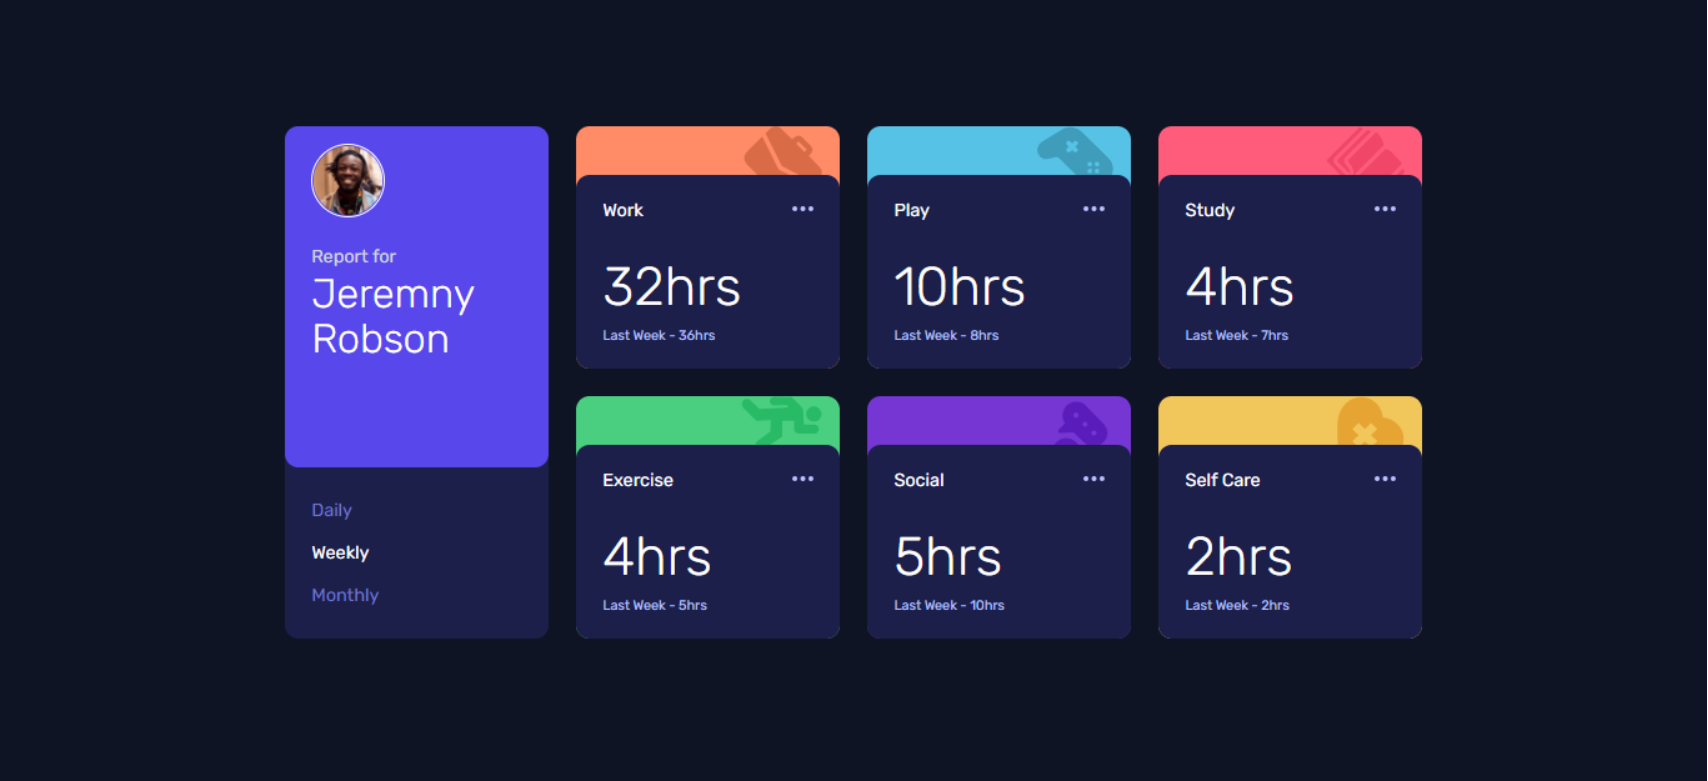 Report for
Jeremny
Robson
Daily
Weekly
Monthly
Work
32hrs
Last Week - 36hrs
Play
10hrs
Last Week - 8hrs
Study
4hrs
Last Week - 7hrs
Exercise
4hrs
Last Week - 5hrs
Social
5hrs
Last Week - 10hrs
Self Care
2hrs
Last Week - 2hrs